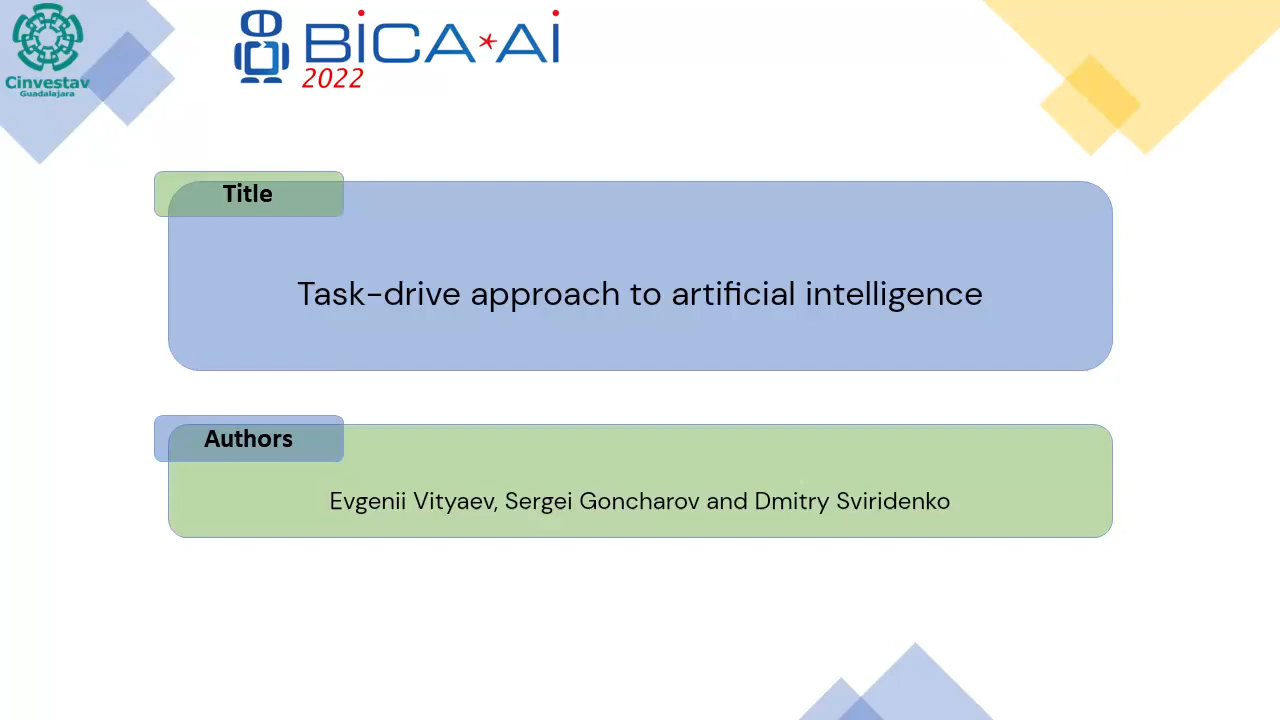 Cinvestav
Guadalajara
BiCA*Ai
2022
Title
Task-drive approach to artificial intelligence
Authors
Evgenii Vityaev, Sergei Goncharov and Dmitry Sviridenko